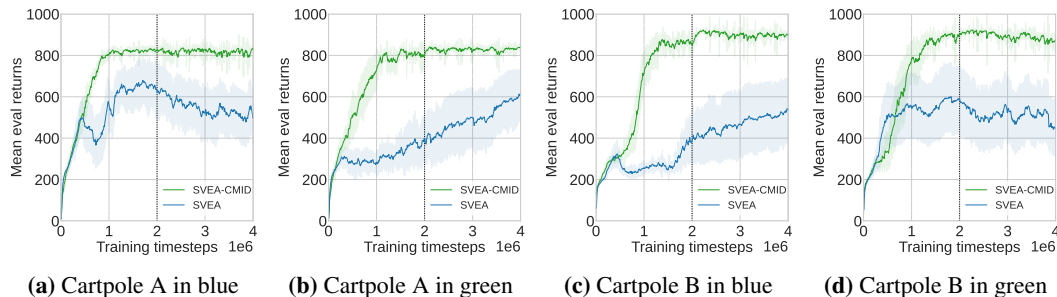 Mean eval returns
1000
800
600
400
200
0
SVEA-CMID
SVEA
0 1 2 3 4
Training timesteps 1e6
(a) Cartpole A in blue
Mean eval returns
1000
800
600
400
200
0
SVEA-CMID
SVEA
0 1 2 3 4
Training timesteps 1e6
(b) Cartpole A in green
Mean eval returns
1000
800
600
400
200
0
SVEA-CMID
SVEA
0 1 2 3 4
Training timesteps 1e6
(c) Cartpole B in blue
Mean eval returns
1000
800
600
400
200
0
SVEA-CMID
SVEA
0 1 2 3 4
Training timesteps 1e6
(d) Cartpole B in green